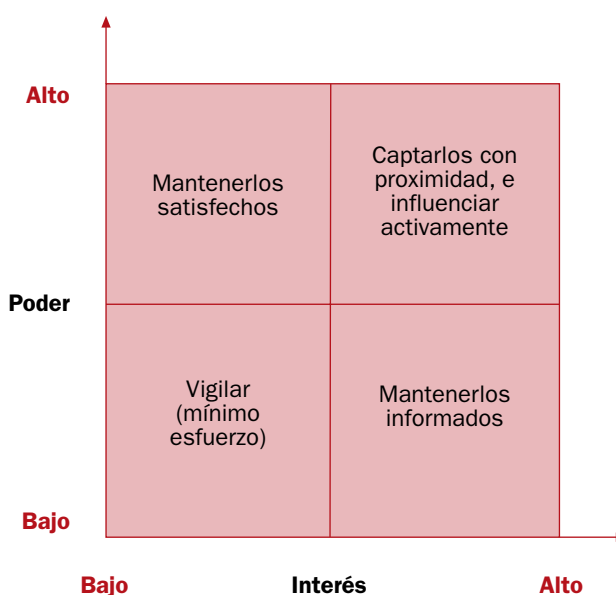 Alto
Mantenerlos
satisfechos
Captarlos con
proximidad, e
influenciar
activamente
Poder
Vigilar
(mínimo
esfuerzo)
Mantenerlos
informados
Bajo
Bajo
Interés
Alto